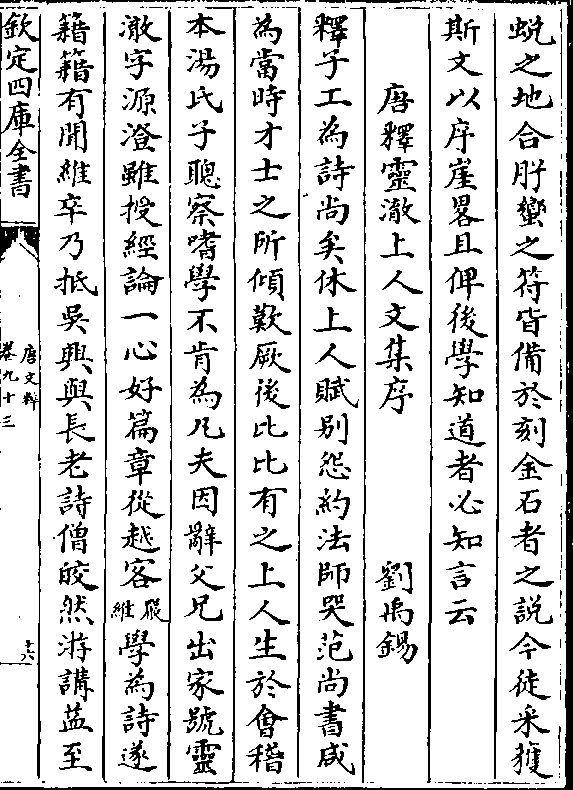 蜕之地合肸蠁之符皆備於刻金石者之説今徒采摭
斯文以序崖畧且俾後學知道者必知言云
唐釋靈澈上人文集序 劉禹錫
釋子工為詩尚矣休上人賦别怨約法師哭范尚書咸
為當時才士之所傾歎厥後比比有之上人生於會稽
本湯氏子聰察嗜學不肯為凡夫因辭父兄出家號靈
澈字源澄雖授經論一心好篇章從越客嚴維學為詩遂
籍籍有聞維卒乃抵吳興與長老詩僧皎然游講益至
欽定四庫全書
唐文粹
卷九十三
十六